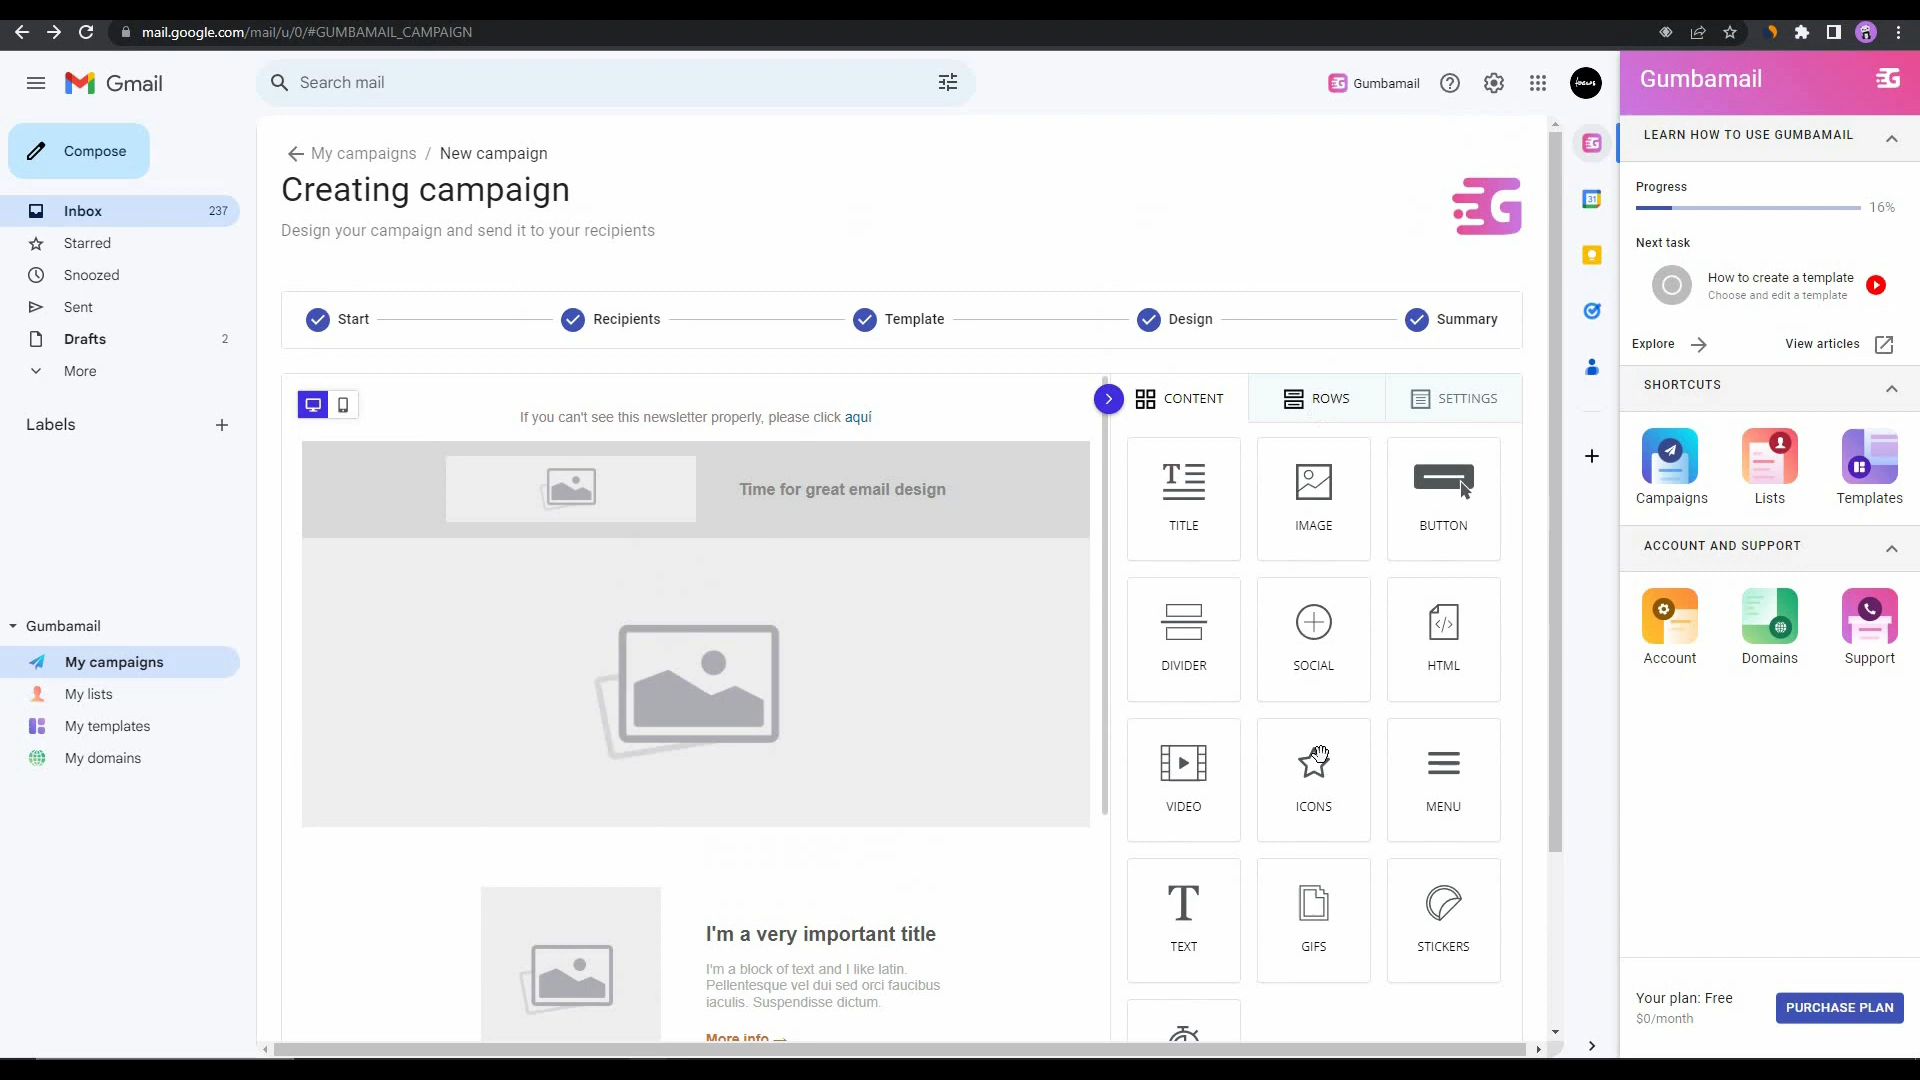 mail.google.com/mail/u/0/#GUMBAMAIL_CAMPAIGN
Gmail
Search mail
Gumbamail
Compose
Inbox 237
Starred
Snoozed
Sent
Drafts 2
More
Labels
Gumbamail
My campaigns
My lists
My templates
My domains
My campaigns / New campaign
Creating campaign
Design your campaign and send it to your recipients
Start
Recipients
Template
Design
Summary
If you can't see this newsletter properly, please click aquí
Time for great email design
I'm a very important title
I'm a block of text and I like latin.
Pellentesque vel dui sed orci faucibus
iaculis. Suspendisse dictum.
More info →
CONTENT
ROWS
SETTINGS
TITLE
IMAGE
BUTTON
DIVIDER
SOCIAL
HTML
VIDEO
ICONS
MENU
TEXT
GIFS
STICKERS
31
Gumbamail
LEARN HOW TO USE GUMBAMAIL
Progress
16%
Next task
How to create a template
Choose and edit a template
Explore
View articles
SHORTCUTS
Campaigns
Lists
Templates
ACCOUNT AND SUPPORT
Account
Domains
Support
Your plan: Free
$0/month
PURCHASE PLAN